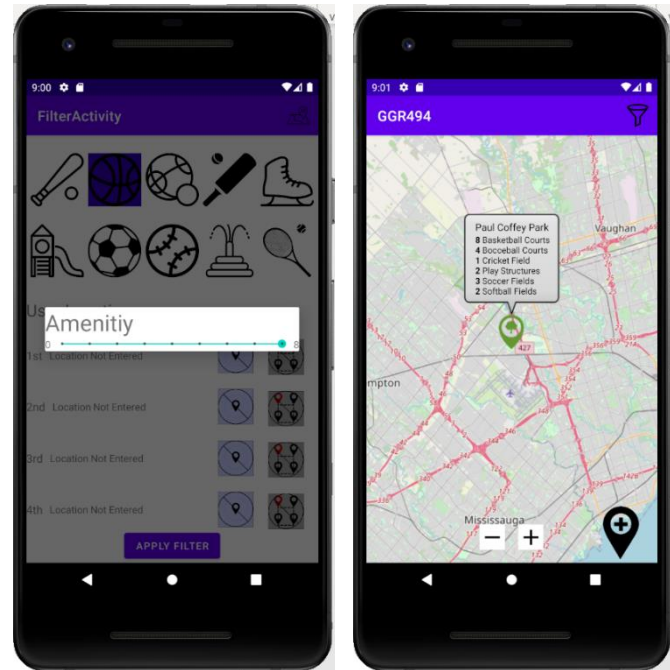 9:00
FilterActivity
Amenitiy
0 8
1st Location Not Entered
2nd Location Not Entered
3rd Location Not Entered
4th Location Not Entered
APPLY FILTER
9:01
GGR494
Paul Coffey Park
8 Basketball Courts
4 Bocceball Courts
1 Cricket Field
2 Play Structures
3 Soccer Fields
2 Softball Fields
Vaughan
427
mpton
Mississauga